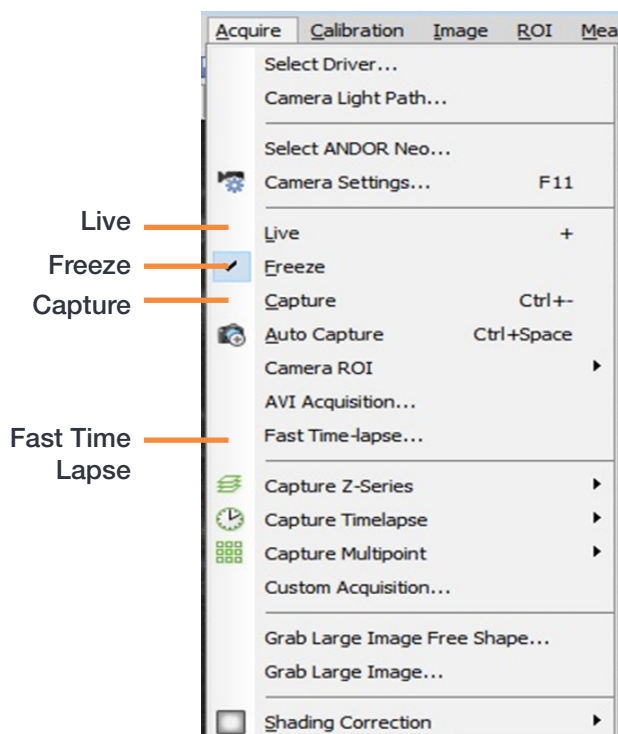 Acquire Calibration Image ROI Mea
Select Driver...
Camera Light Path...
Select ANDOR Neo...
Camera Settings... F11
Live
Live +
Freeze
Freeze
Capture
Capture Ctrl+-
Auto Capture Ctrl+Space
Camera ROI
AVI Acquisition...
Fast Time
Lapse
Fast Time-lapse...
Capture Z-Series
Capture Timelapse
Capture Multipoint
Custom Acquisition...
Grab Large Image Free Shape...
Grab Large Image...
Shading Correction